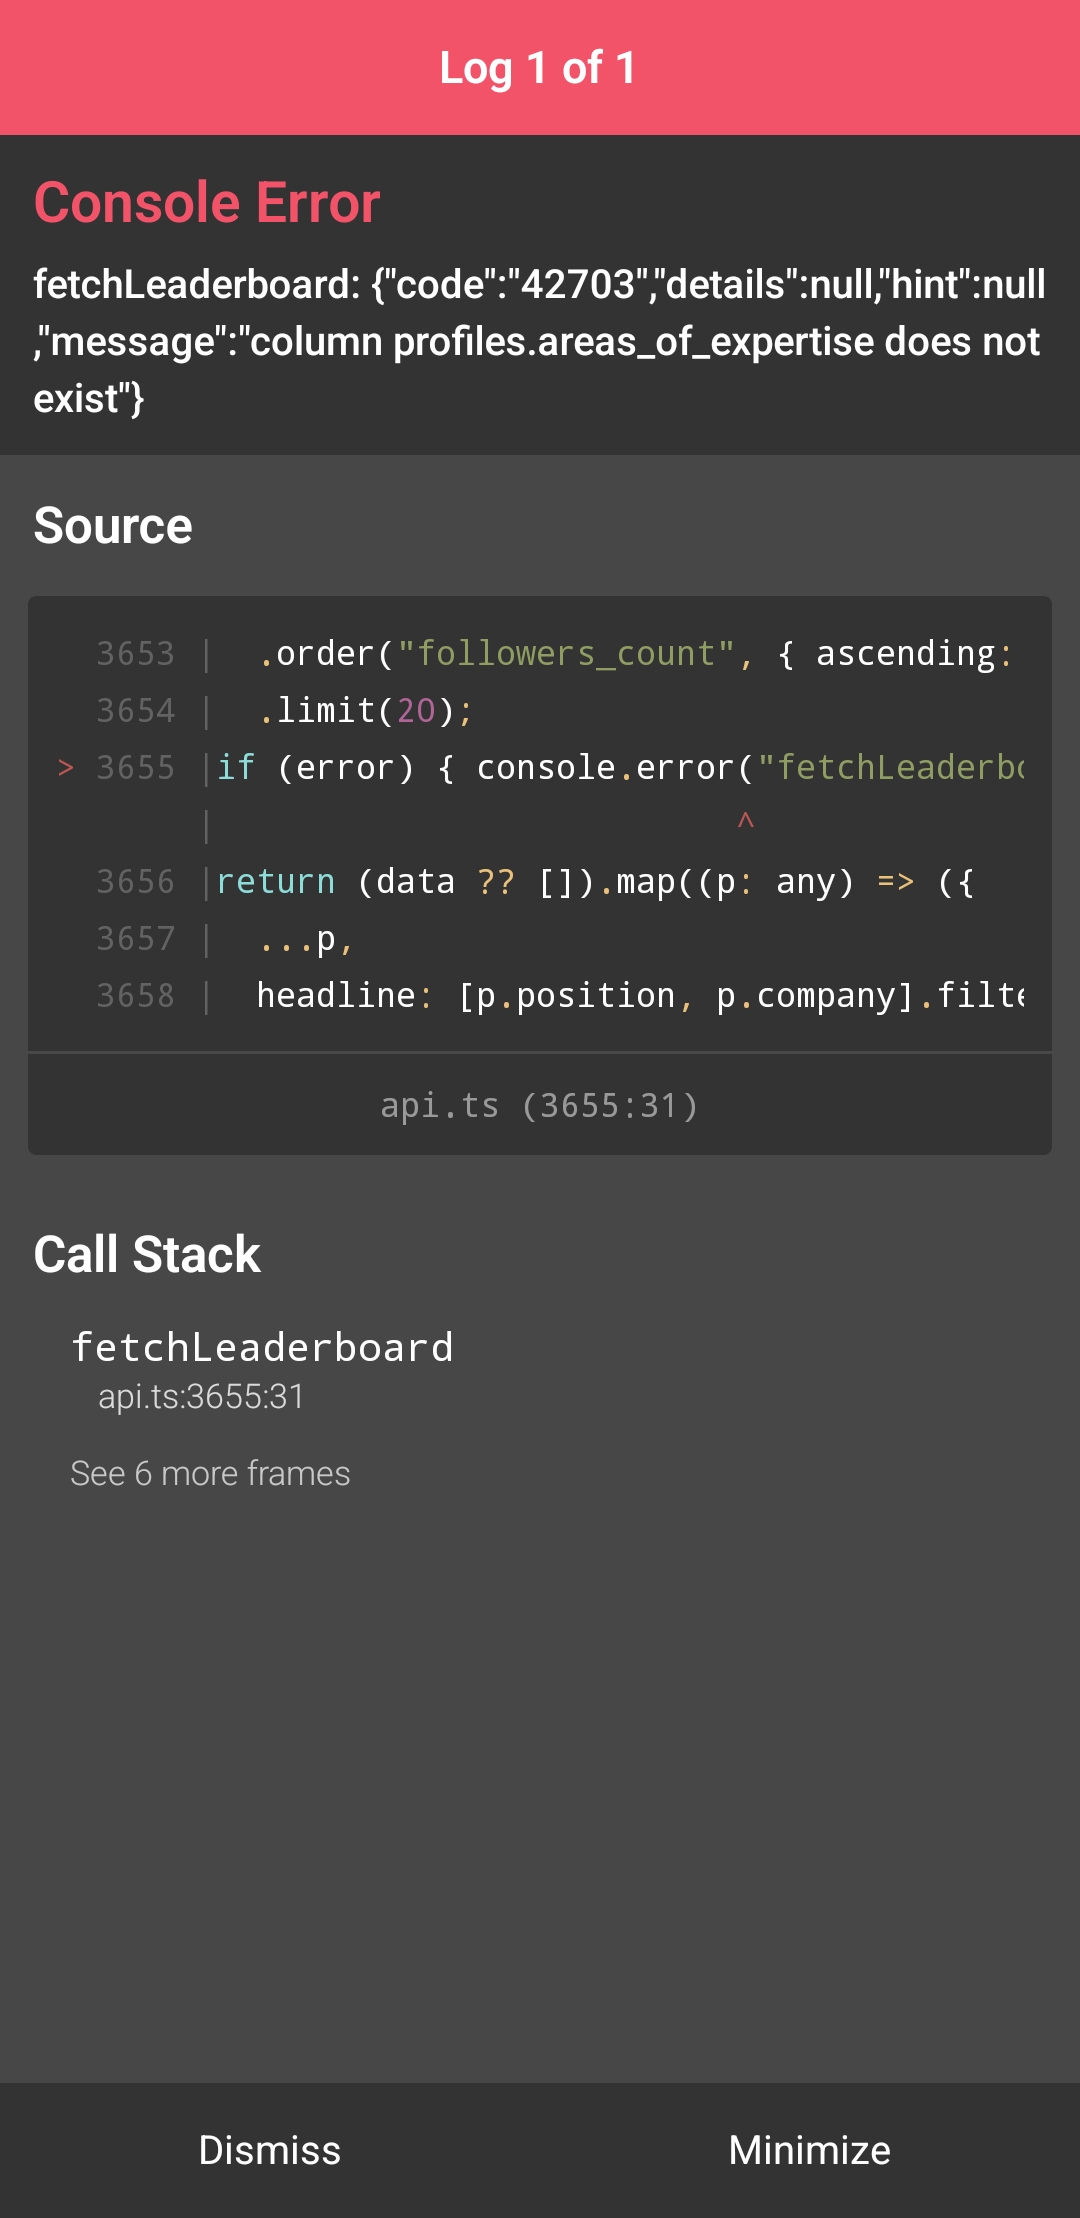 Log 1 of 1
Console Error
fetchLeaderboard: {"code":"42703","details":null,"hint":null
,"message":"column profiles.areas_of_expertise does not
exist"}
Source
3653 |  .order("followers_count", { ascending:
3654 |  .limit(20);
> 3655 |if (error) { console.error("fetchLeaderbo
|                          ^
3656 |return (data ?? []).map((p: any) => ({
3657 |  ...p,
3658 |  headline: [p.position, p.company].filte
api.ts (3655:31)
Call Stack
fetchLeaderboard
api.ts:3655:31
See 6 more frames
Dismiss
Minimize